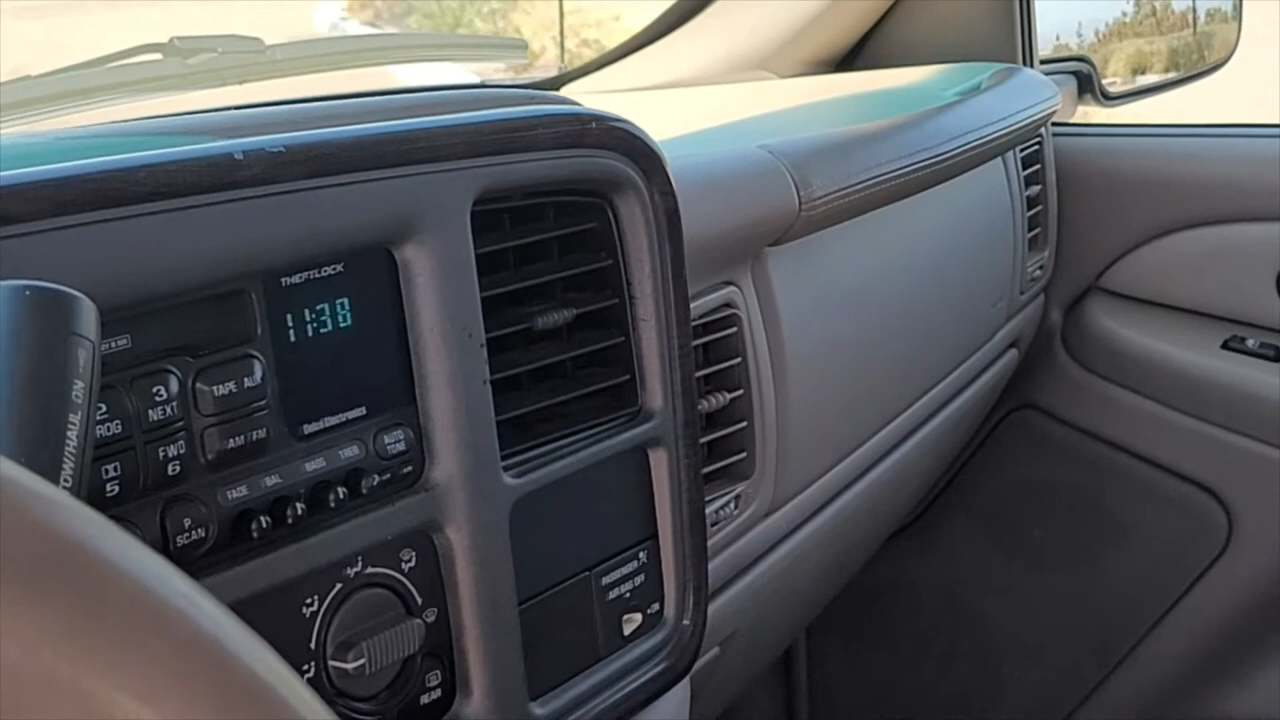 THEFTLOCK
11:38
TAPE AUX
3
NEXT
2
PROG
AM/FM
FWD
6
5
Delco Electronics
AUTO
TONE
FADE /BAL BASS TREB
P
SCAN
TOW/HAUL ON
PASSENGER
AIR BAG OFF
ON
REAR